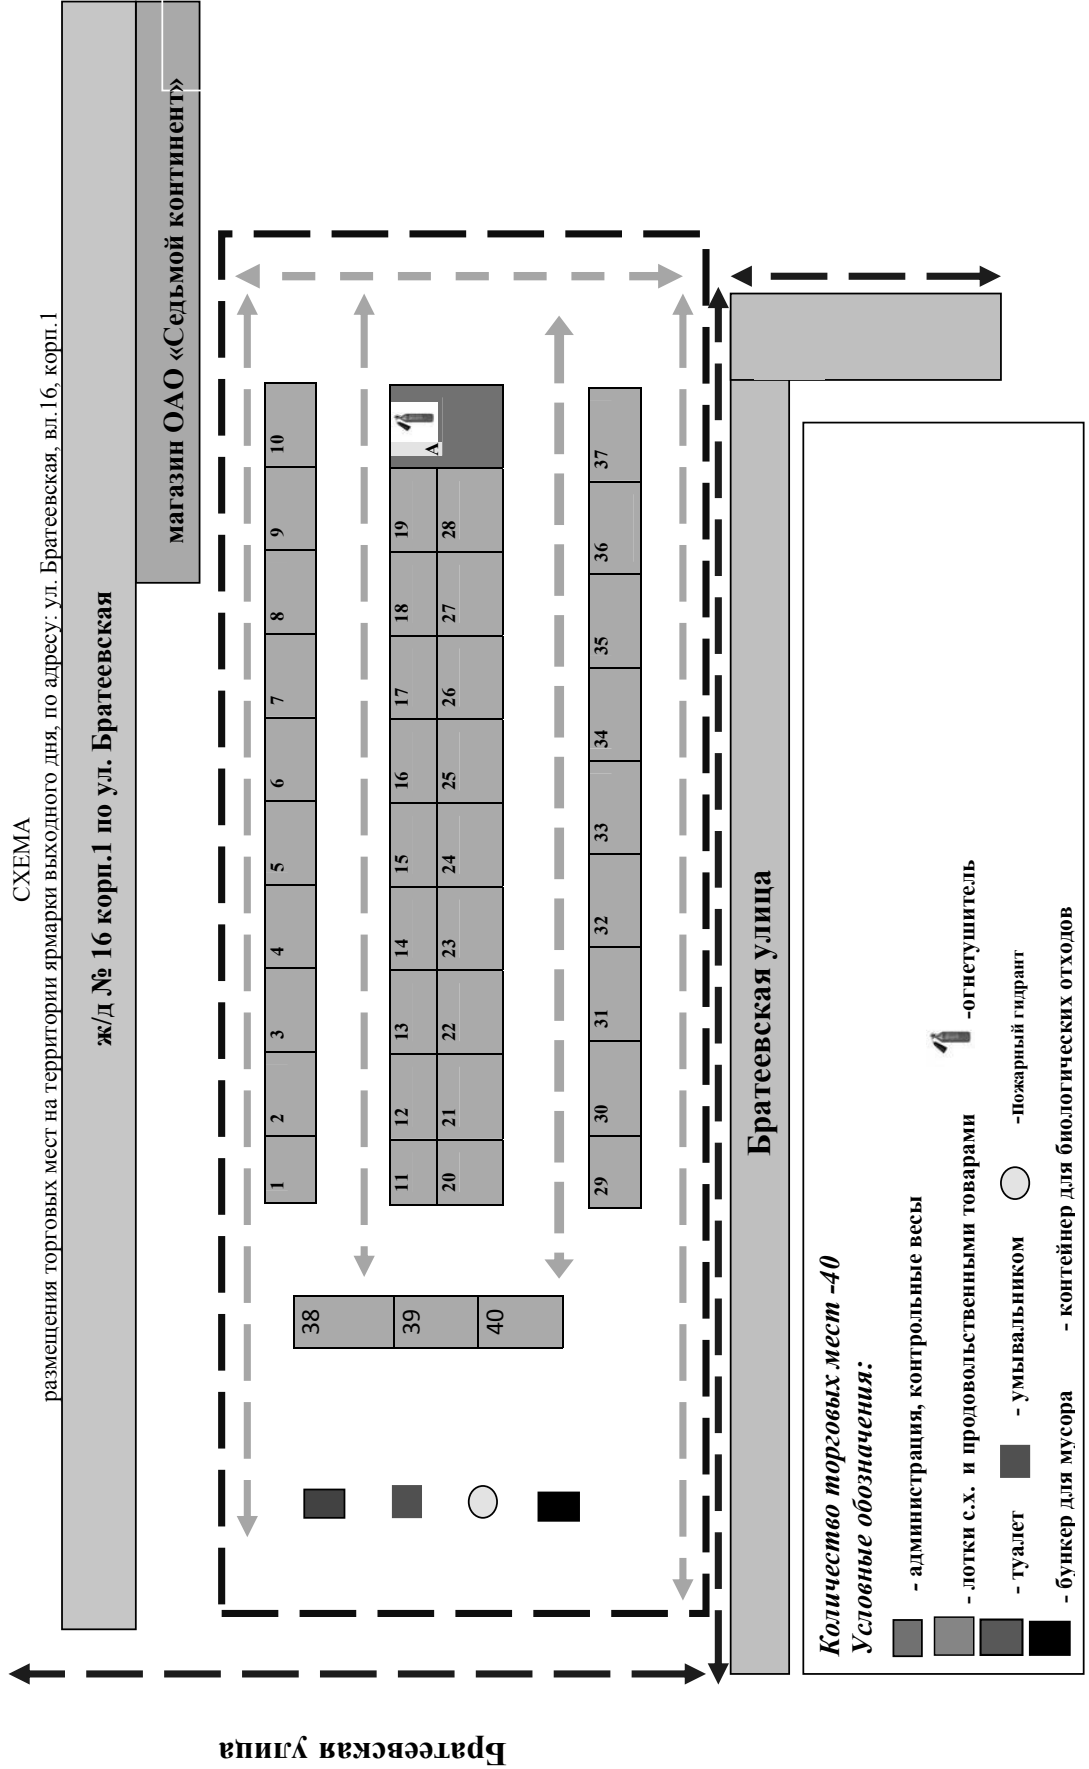 СХЕМА
размещения торговых мест на территории ярмарки выходного дня, по адресу: ул. Братеевская, вл.16, корп.1
ж/д № 16 корп.1 по ул. Братеевская
магазин ОАО «Седьмой континент»
1 2 3 4 5 6 7 8 9 10
11 12 13 14 15 16 17 18 19
А
20 21 22 23 24 25 26 27 28
29 30 31 32 33 34 35 36 37
38
39
40
Братеевская улица
Братеевская улица
Количество торговых мест -40
Условные обозначения:
- администрация, контрольные весы
- лотки с.х. и продовольственными товарами
-огнетушитель
- туалет
- умывальником
-Пожарный гидрант
- бункер для мусора
- контейнер для биологических отходов